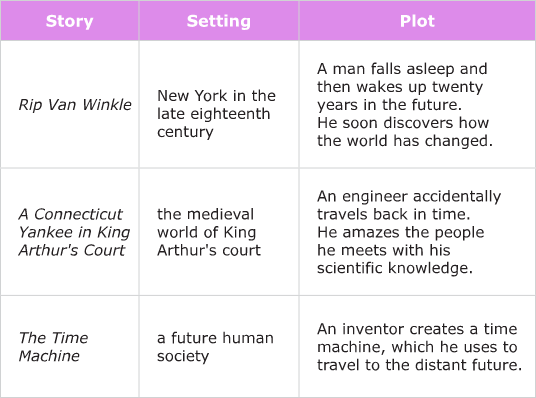 Story Setting Plot
Rip Van Winkle
New York in the
late eighteenth
century
A man falls asleep and
then wakes up twenty
years in the future.
He soon discovers how
the world has changed.
A Connecticut
Yankee in King
Arthur's Court
the medieval
world of King
Arthur's court
An engineer accidentally
travels back in time.
He amazes the people
he meets with his
scientific knowledge.
The Time
Machine
a future human
society
An inventor creates a time
machine, which he uses to
travel to the distant future.